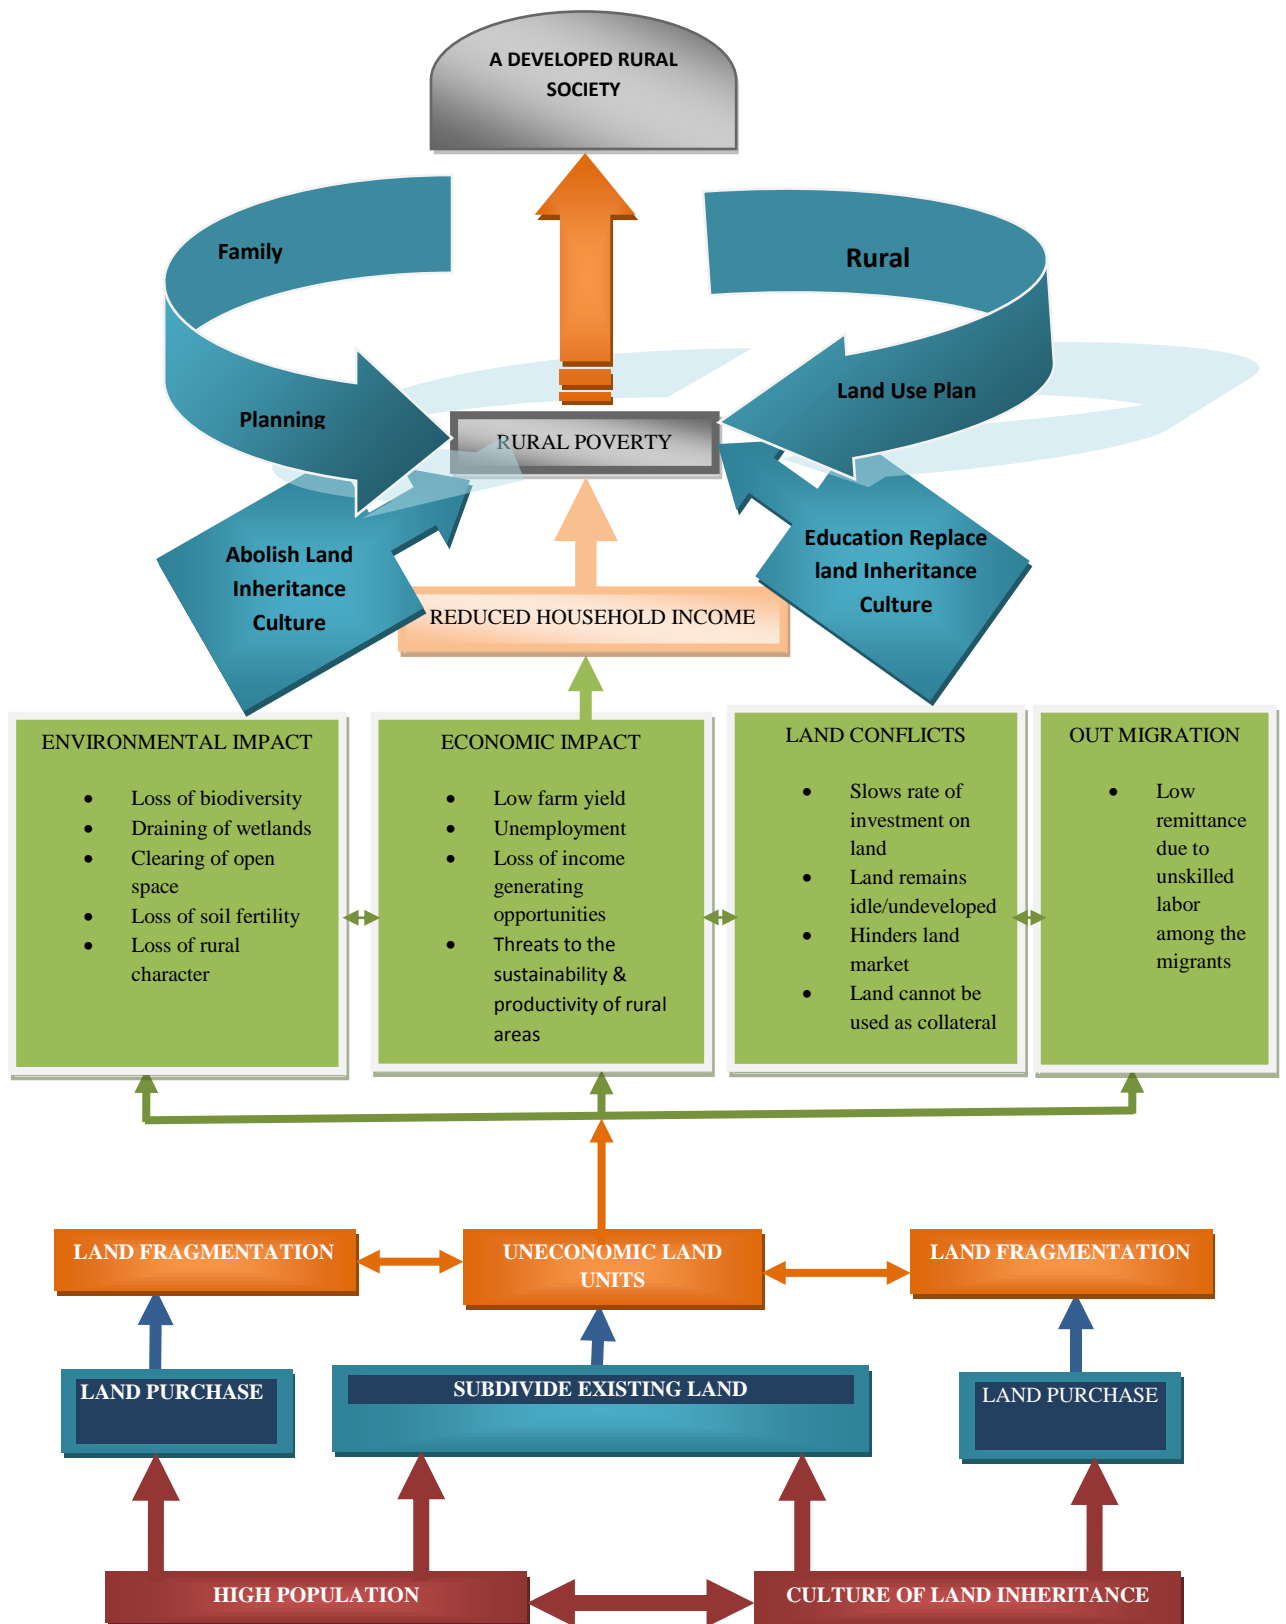 A DEVELOPED RURAL
SOCIETY
Family
Rural
Planning
Land Use Plan
RURAL POVERTY
Abolish Land
Inheritance
Culture
Education Replace
land Inheritance
Culture
REDUCED HOUSEHOLD INCOME
ENVIRONMENTAL IMPACT
• Loss of biodiversity
• Draining of wetlands
• Clearing of open
space
• Loss of soil fertility
• Loss of rural
character
ECONOMIC IMPACT
• Low farm yield
• Unemployment
• Loss of income
generating
opportunities
• Threats to the
sustainability &
productivity of rural
areas
LAND CONFLICTS
• Slows rate of
investment on
land
• Land remains
idle/undeveloped
• Hinders land
market
• Land cannot be
used as collateral
OUT MIGRATION
• Low
remittance
due to
unskilled
labor
among the
migrants
LAND FRAGMENTATION
UNECONOMIC LAND
UNITS
LAND FRAGMENTATION
LAND PURCHASE
SUBDIVIDE EXISTING LAND
LAND PURCHASE
HIGH POPULATION
CULTURE OF LAND INHERITANCE